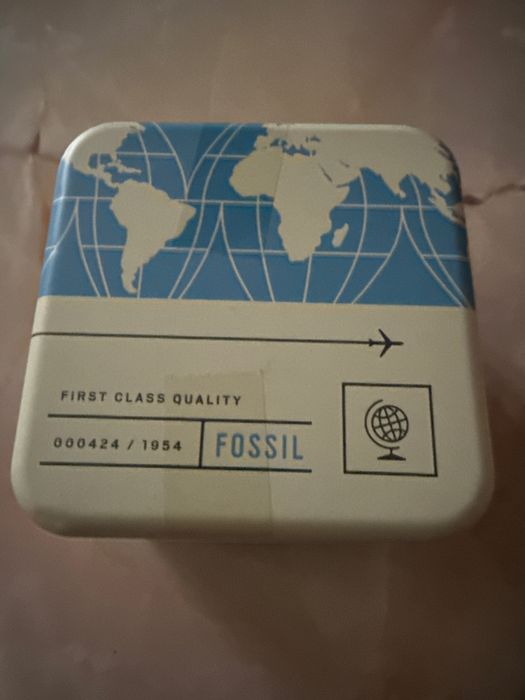 FIRST CLASS QUALITY
000424 / 1954 FOSSIL